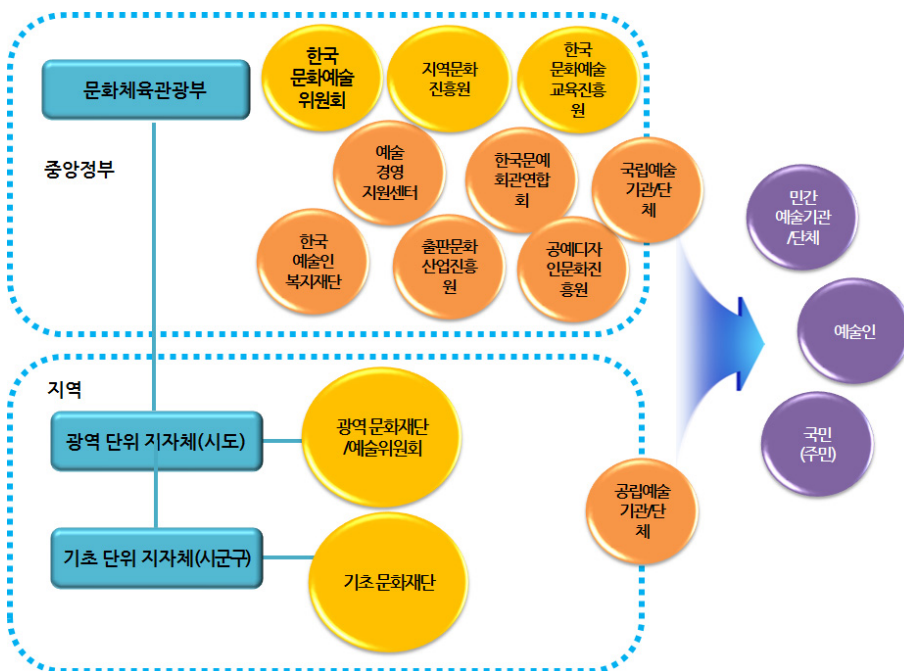 문화체육관광부
중앙정부
한국
문화예술
위원회
지역문화
진흥원
한국
문화예술
교육진흥
원
예술
경영
지원센터
한국문예
회관연합
회
국립예술
기관/단
체
한국
예술인
복지재단
출판문화
산업진흥
원
공예디자
인문화진
흥원
민간
예술기관
/단체
예술인
국민
(주민)
지역
광역 단위 지자체(시도)
광역 문화재단
/예술위원회
공립예술
기관/단
체
기초 단위 지자체(시군구)
기초 문화재단